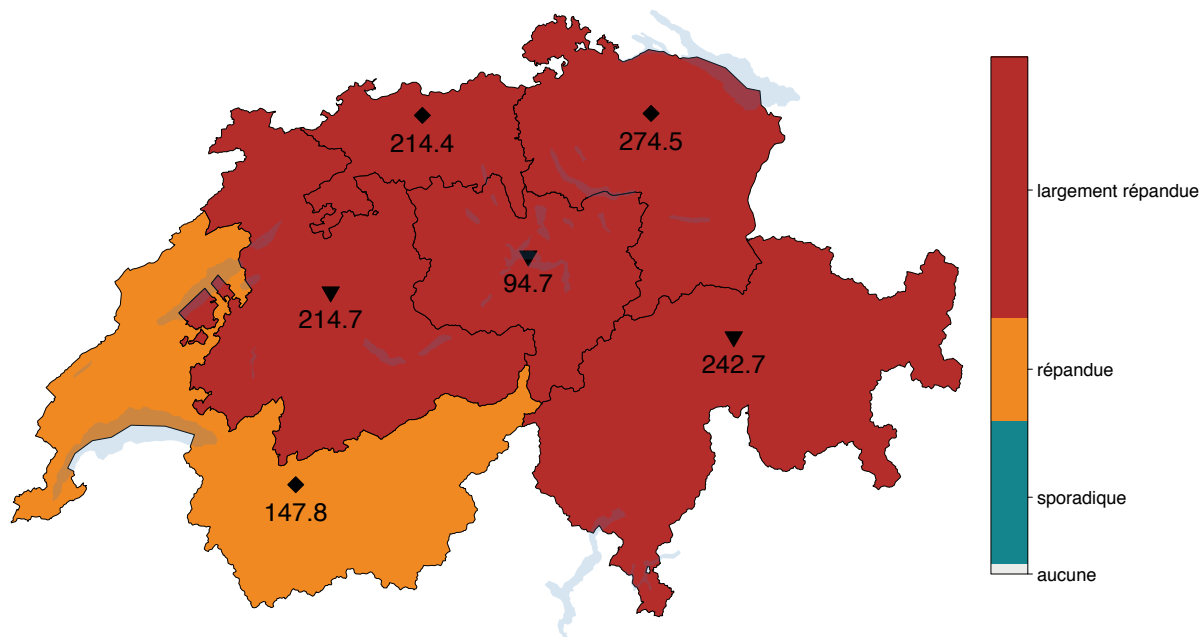 214.4
274.5
94.7
214.7
242.7
147.8
largement répandue
répandue
sporadique
aucune